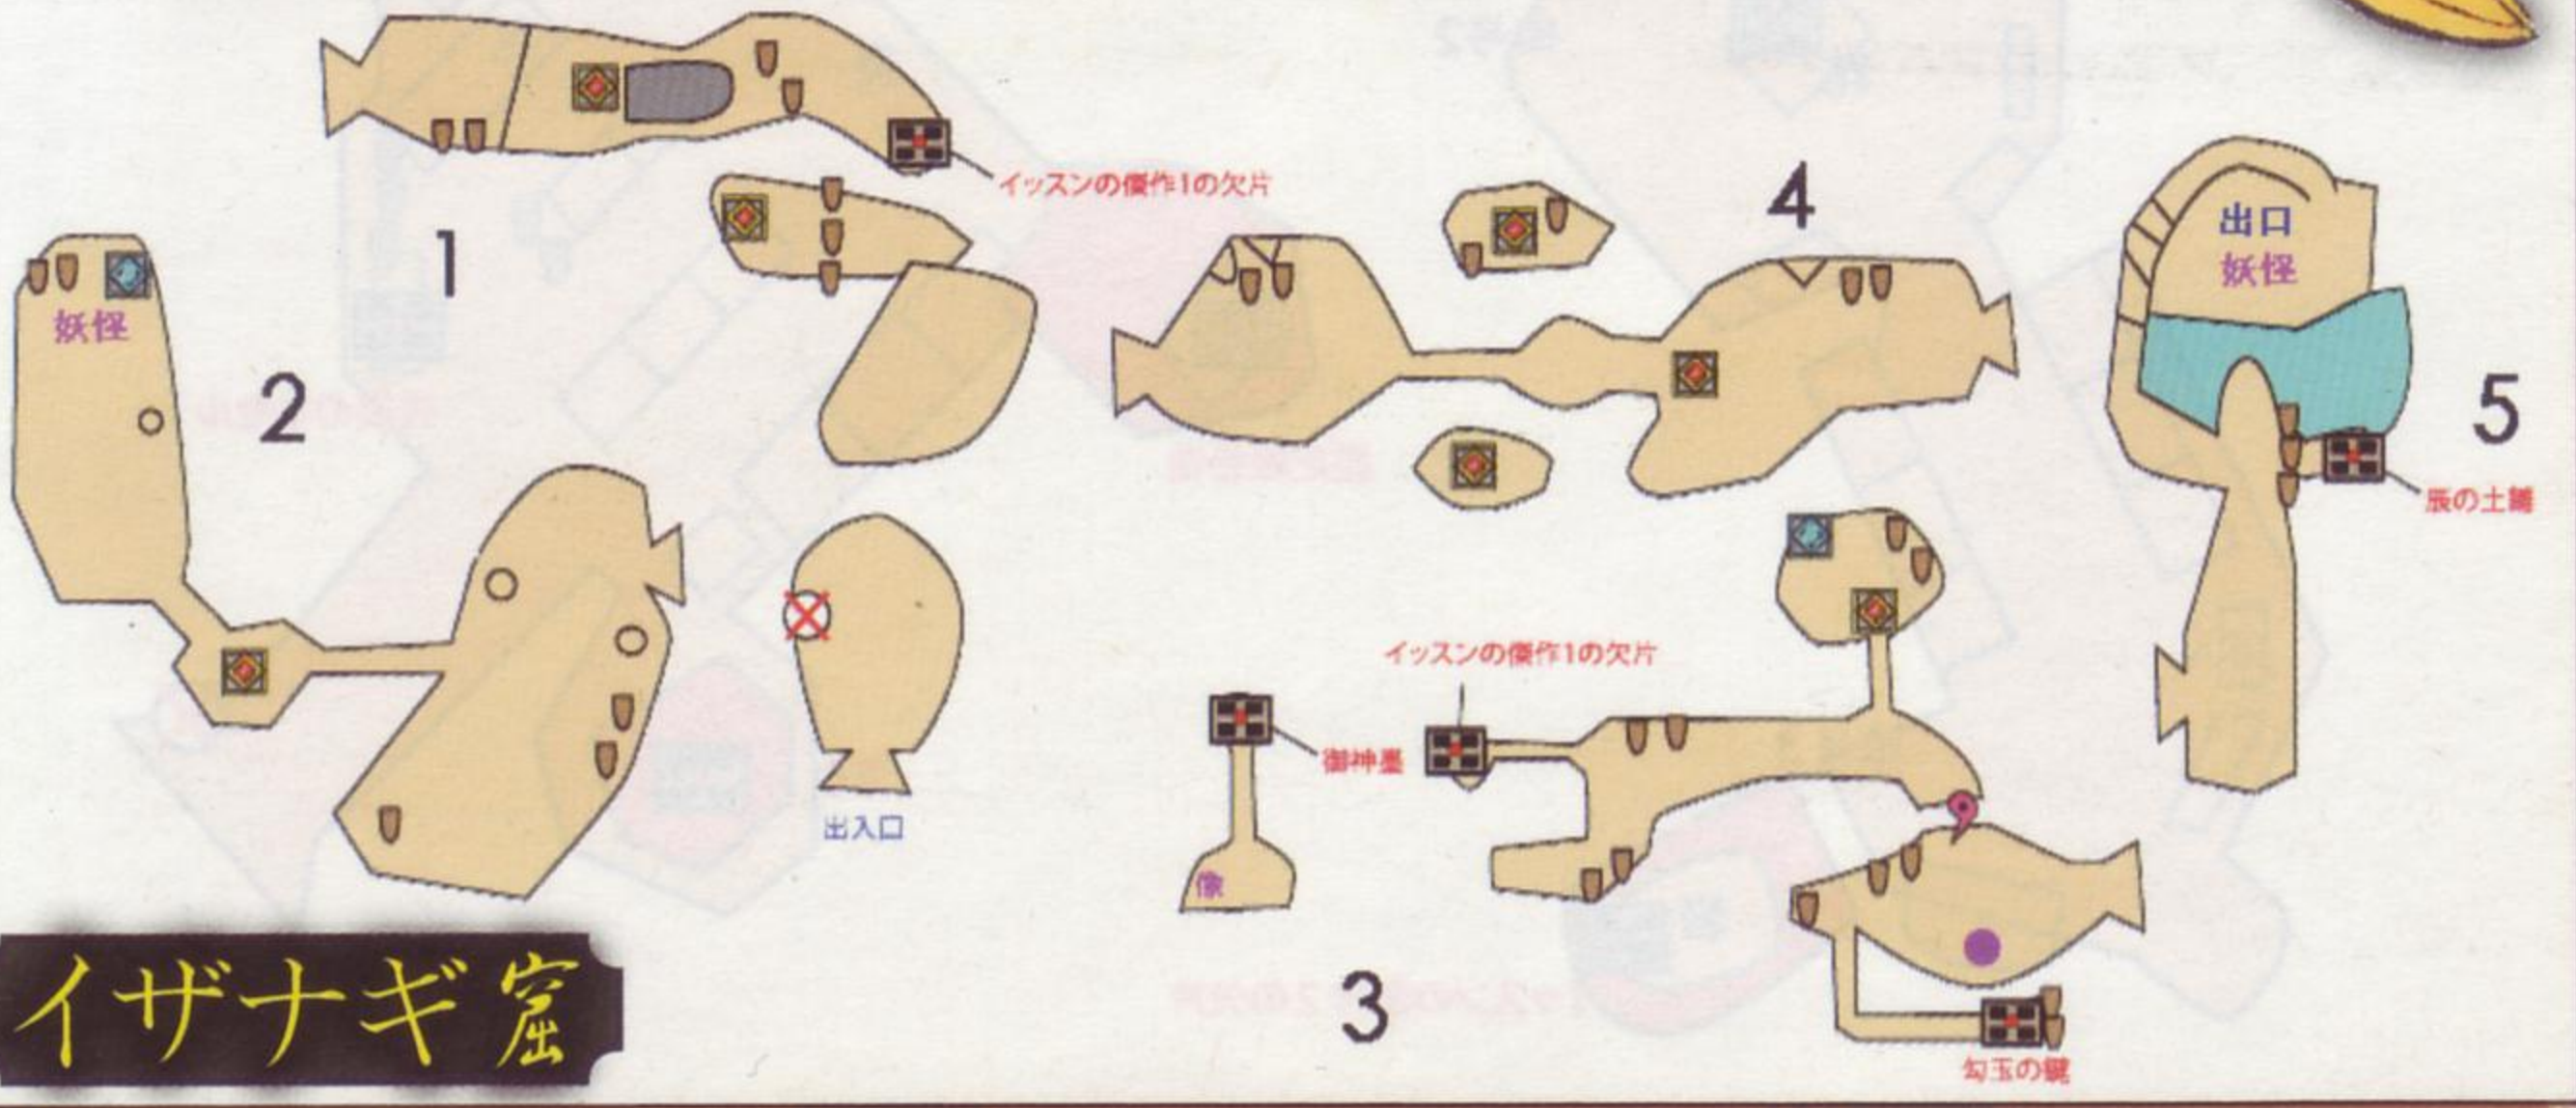 イッスンの傑作1の欠片
1
4
出口
妖怪
妖怪
2
5
辰の土鐘
出入口
イッスンの傑作1の欠片
御神墨
像
3
勾玉の鍵
イザナギ窟